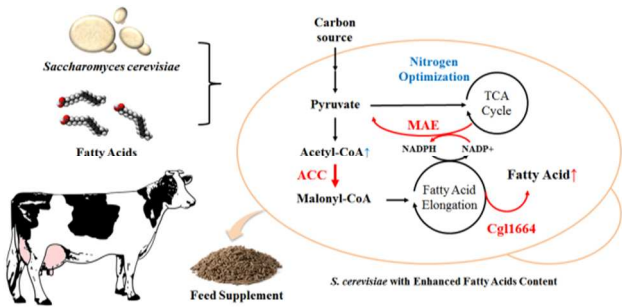 Carbon
source
Saccharomyces cerevisiae
Nitrogen
Optimization
Pyruvate
TCA
Cycle
MAE
NADPH
NADP+
Fatty Acids
Acetyl-CoA↑
ACC
Malonyl-CoA
Fatty Acid
Elongation
Fatty Acid↑
Cgl1664
Feed Supplement
S. cerevisiae with Enhanced Fatty Acids Content